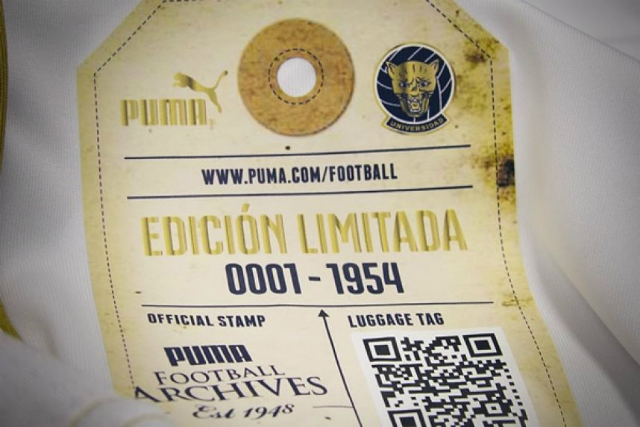 PUMA
UNIVERSIDAD
WWW.PUMA.COM/FOOTBALL
EDICIÓN LIMITADA
0001 - 1954
OFFICIAL STAMP
LUGGAGE TAG
PUMA
FOOTBALL
ARCHIVES
Est 1948